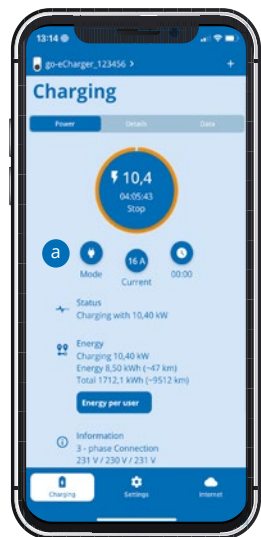 13:14
go-eCharger_123456 >
+
Charging
Power Details Data
10,4
04:05:43
Stop
a
Mode
16 A
Current
00:00
Status
Charging with 10,40 kW
Energy
Charging 10,40 kW
Energy 8,50 kWh (~47 km)
Total 1712,1 kWh (~9512 km)
Energy per user
Information
3 - phase Connection
231 V / 230 V / 231 V
Charging Settings Internet